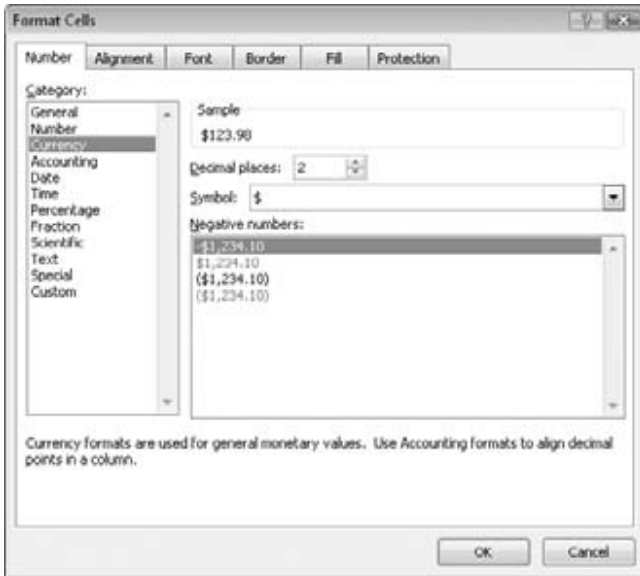 Format Cells
Number Alignment Font Border Fill Protection
Category:
General
Number
Currency
Accounting
Date
Time
Percentage
Fraction
Scientific
Text
Special
Custom
Sample
$123.98
Decimal places: 2
Symbol: $
Negative numbers:
-$1,234.10
$1,234.10
($1,234.10)
($1,234.10)
Currency formats are used for general monetary values. Use Accounting formats to align decimal
points in a column.
OK Cancel